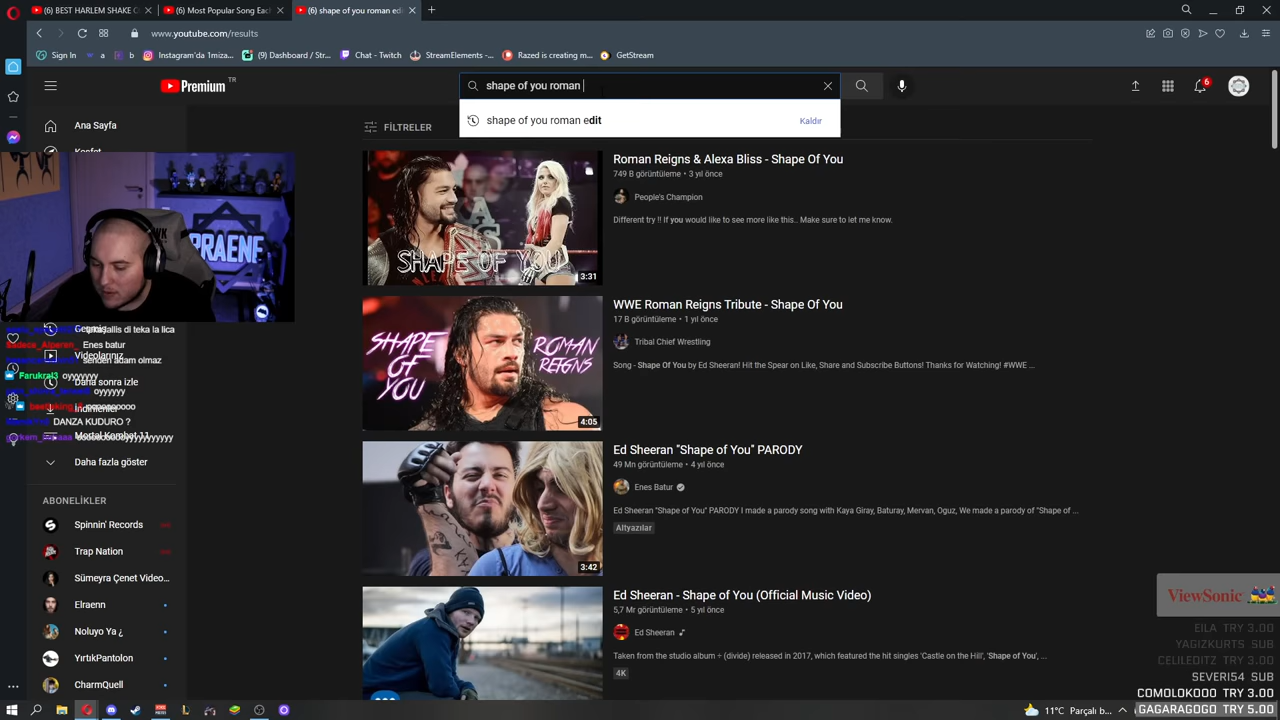 (6) BEST HARLEM SHAKE C
(6) Most Popular Song Eac
(6) shape of you roman edi
www.youtube.com/results
Sign In
a
b
Instagram'da 1miza...
(9) Dashboard / Str...
Chat - Twitch
StreamElements -...
Razed is creating m...
GetStream
Premium TR
shape of you roman
6
shape of you roman edit
Kaldır
FİLTRELER
Ana Sayfa
Keşfet
Roman Reigns & Alexa Bliss - Shape Of You
749 B görüntüleme • 3 yıl önce
People's Champion
Different try !! If you would like to see more like this.. Make sure to let me know.
SHAPE OF YOU
3:31
PRAENE
WWE Roman Reigns Tribute - Shape Of You
17 B görüntüleme • 1 yıl önce
Tribal Chief Wrestling
Song - Shape Of You by Ed Sheeran! Hit the Spear on Like, Share and Subscribe Buttons! Thanks for Watching! #WWE ...
SHAPE OF YOU
ROMAN REIGNS
4:05
Geçmiş
Videolarınız
Daha sonra izle
Daha fazla göster
Enes batur
senden adam olmaz
Farukral3 oyyyyyy
oyyyyy
DANZA KUDURO ?
Ed Sheeran "Shape of You" PARODY
49 Mn görüntüleme • 4 yıl önce
Enes Batur
Ed Sheeran "Shape of You" PARODY I made a parody song with Kaya Giray, Baturay, Mervan, Oguz, We made a parody of "Shape of ...
Altyazılar
3:42
ABONELİKLER
Spinnin' Records
Trap Nation
Sümeyra Çenet Video...
Elraenn
Noluyo Ya ¿
YırtıkPantolon
CharmQuell
Ed Sheeran - Shape of You (Official Music Video)
5,7 Mr görüntüleme • 5 yıl önce
Ed Sheeran
Taken from the studio album ÷ (divide) released in 2017, which featured the hit singles 'Castle on the Hill', 'Shape of You', ...
4K
ViewSonic
EILA TRY 3.00
YAGIZKURTS SUB
CELILEDITZ TRY 3.00
SEVERI54 SUB
COMOLOKOOO TRY 3.00
GAGARAGOGO TRY 5.00
11°C Parçalı b...